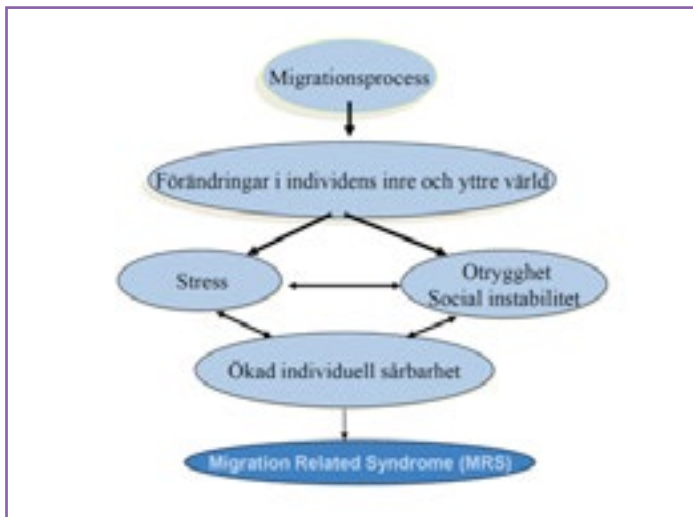 Migrationsprocess
Förändringar i individens inre och yttre värld
Stress
Otrygghet
Social instabilitet
Ökad individuell sårbarhet
Migration Related Syndrome (MRS)